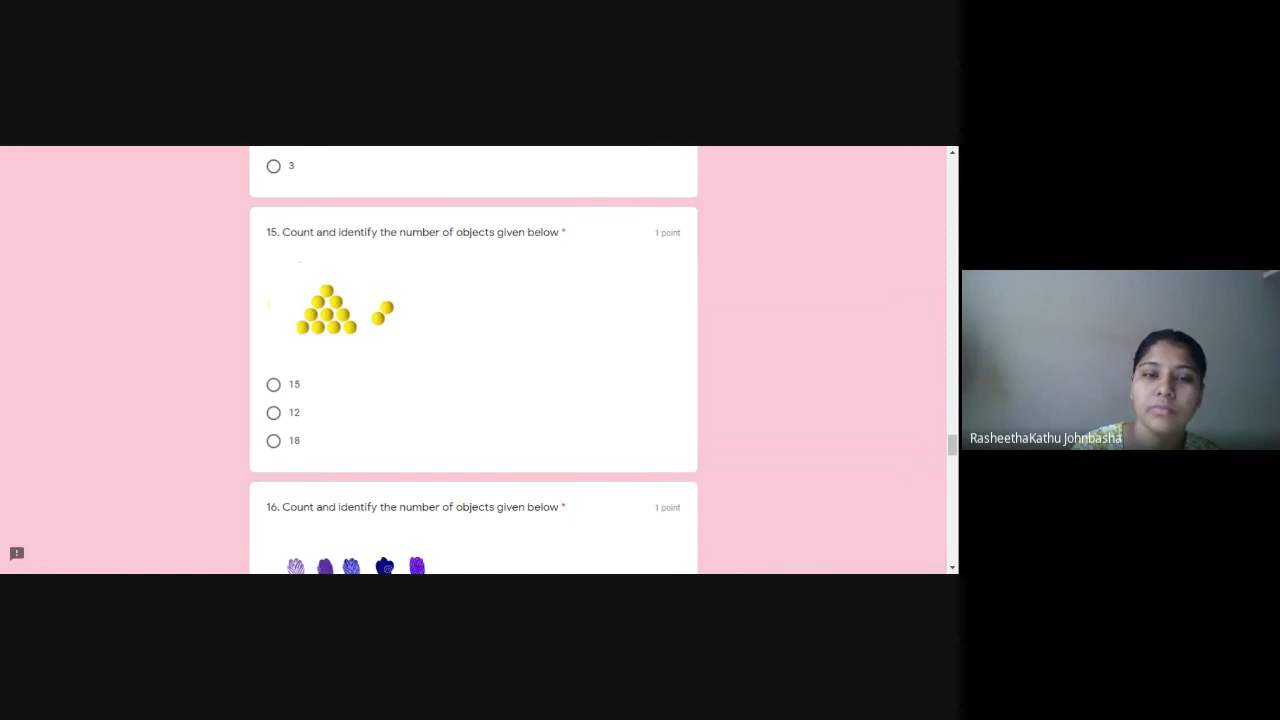 3
15. Count and identify the number of objects given below *
1 point
15
12
18
16. Count and identify the number of objects given below *
1 point
RasheethaKathu Johnbasha